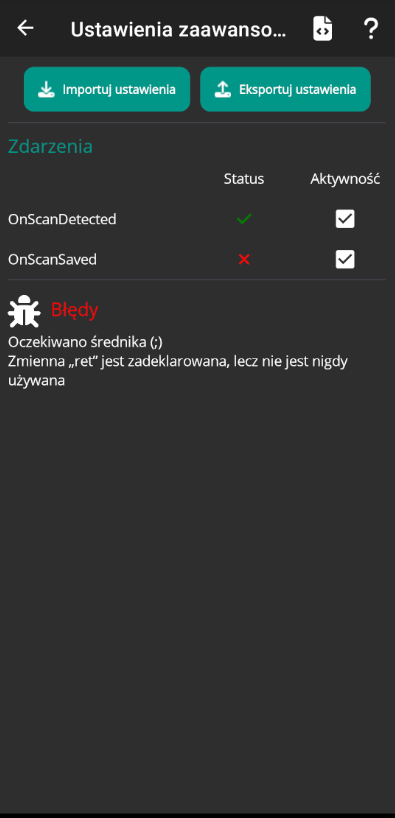 Ustawienia zaawanso...
Importuj ustawienia
Eksportuj ustawienia
Zdarzenia
Status
Aktywność
OnScanDetected
OnScanSaved
Błędy
Oczekiwano średnika (;)
Zmienna „ret” jest zadeklarowana, lecz nie jest nigdy
używana